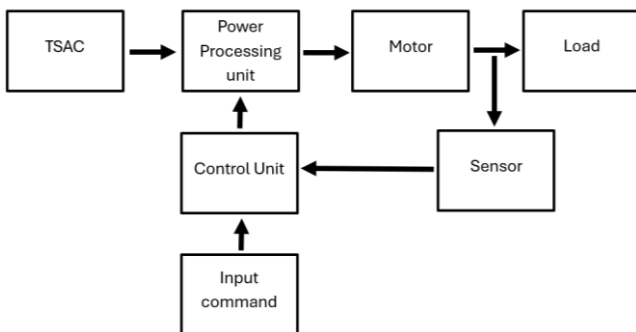 TSAC
Power
Processing
unit
Motor
Load
Control Unit
Sensor
Input
command